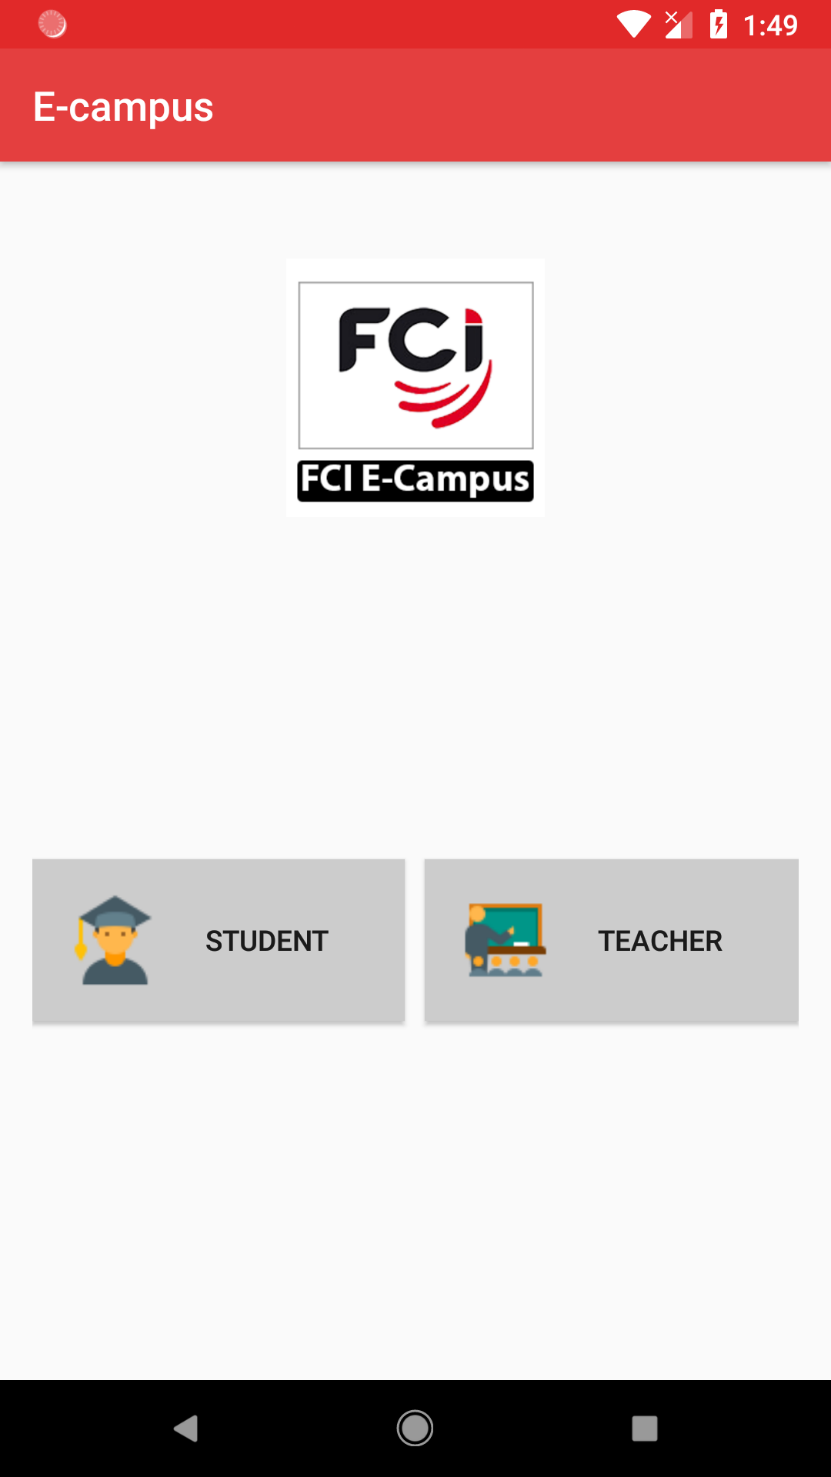 1:49
E-campus
FCi
FCI E-Campus
STUDENT
TEACHER